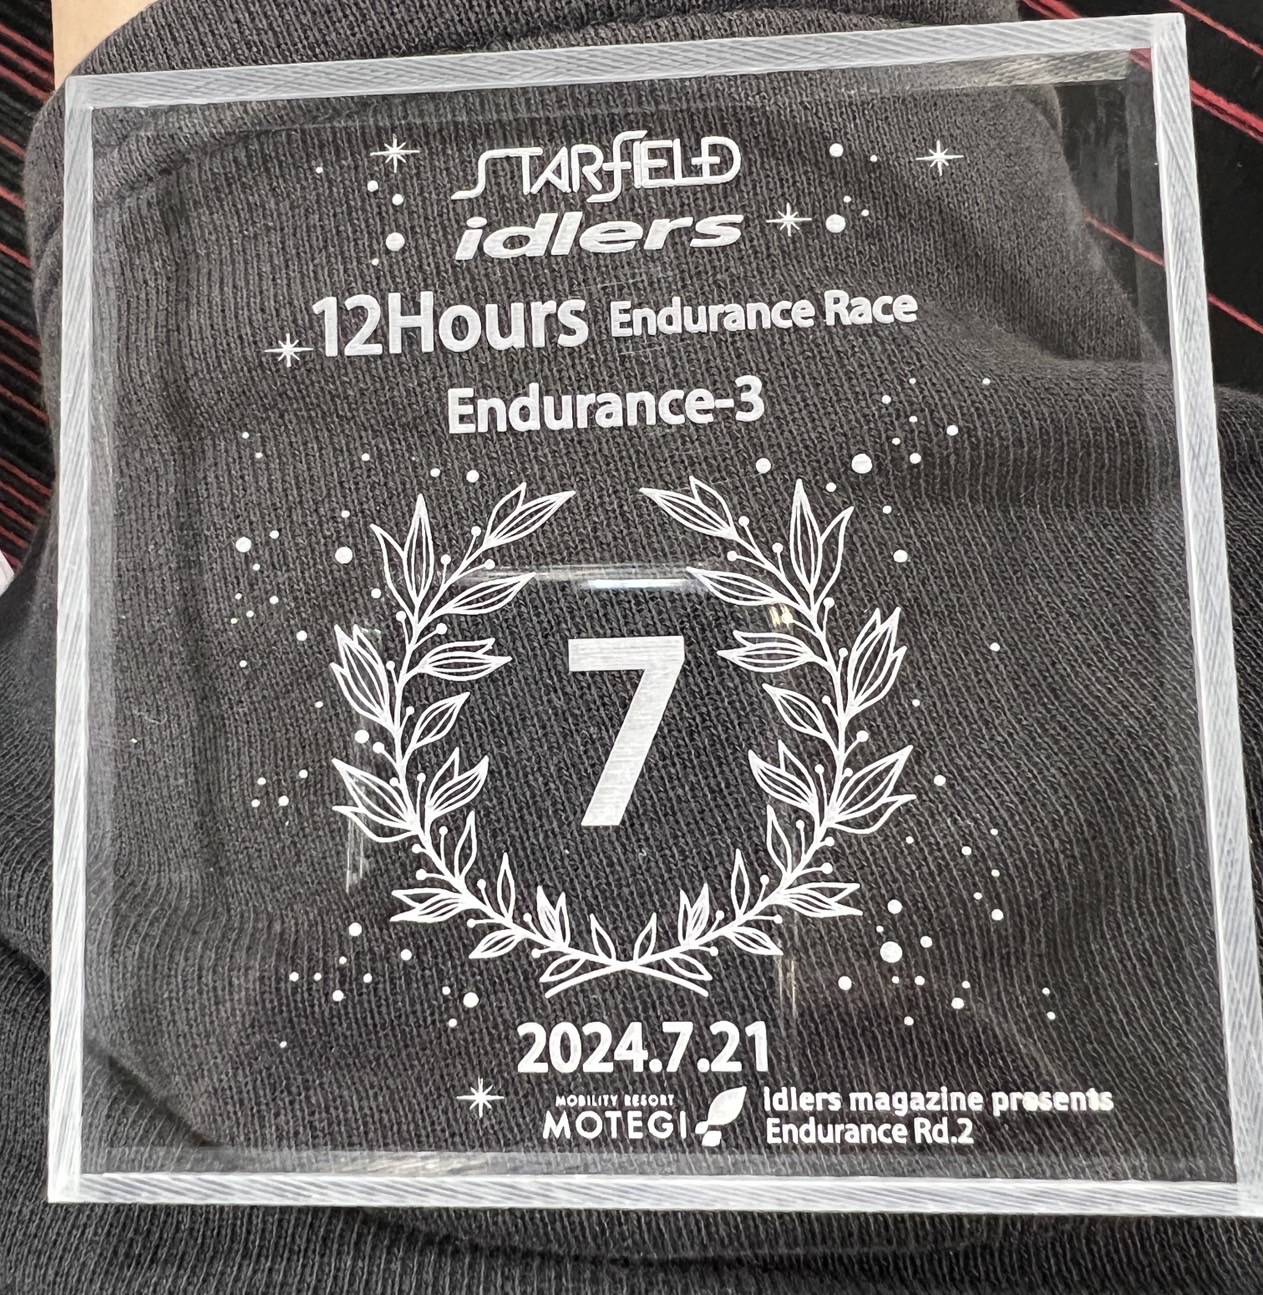 STARFIELD
idlers
12Hours Endurance Race
Endurance-3
7
2024.7.21
MOBILITY RESORT
MOTEGI
idlers magazine presents
Endurance Rd.2